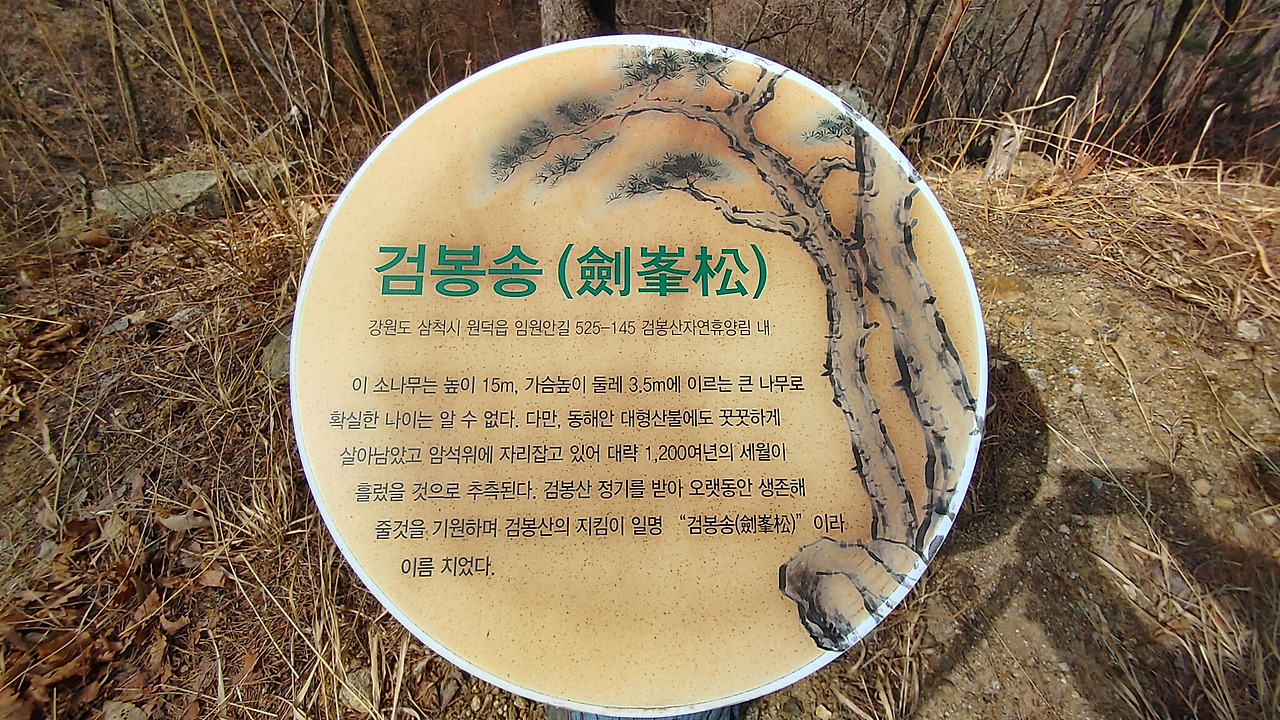 검봉송 (劍峯松)
강원도 삼척시 원덕읍 임원안길 525-145 검봉산자연휴양림 내
이 소나무는 높이 15m, 가슴높이 둘레 3.5m에 이르는 큰 나무로
확실한 나이는 알 수 없다. 다만, 동해안 대형산불에도 꿋꿋하게
살아남았고 암석위에 자리잡고 있어 대략 1,200여년의 세월이
흘렀을 것으로 추측된다. 검봉산 정기를 받아 오랫동안 생존해
줄것을 기원하며 검봉산의 지킴이 일명 “검봉송(劍峯松)” 이라
이름 지었다.